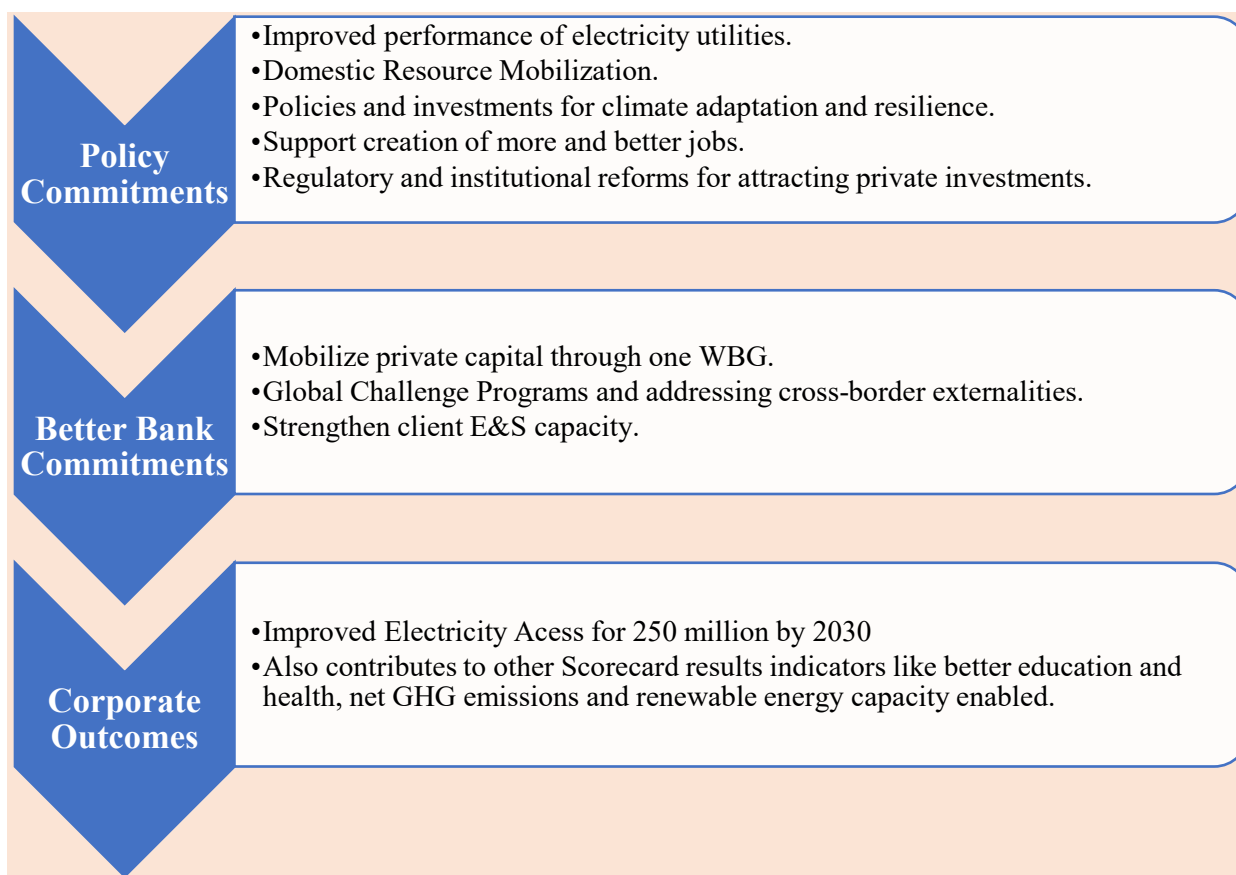 Policy
Commitments
•Improved performance of electricity utilities.
•Domestic Resource Mobilization.
•Policies and investments for climate adaptation and resilience.
•Support creation of more and better jobs.
•Regulatory and institutional reforms for attracting private investments.
Better Bank
Commitments
•Mobilize private capital through one WBG.
•Global Challenge Programs and addressing cross-border externalities.
•Strengthen client E&S capacity.
Corporate
Outcomes
•Improved Electricity Acess for 250 million by 2030
•Also contributes to other Scorecard results indicators like better education and
health, net GHG emissions and renewable energy capacity enabled.